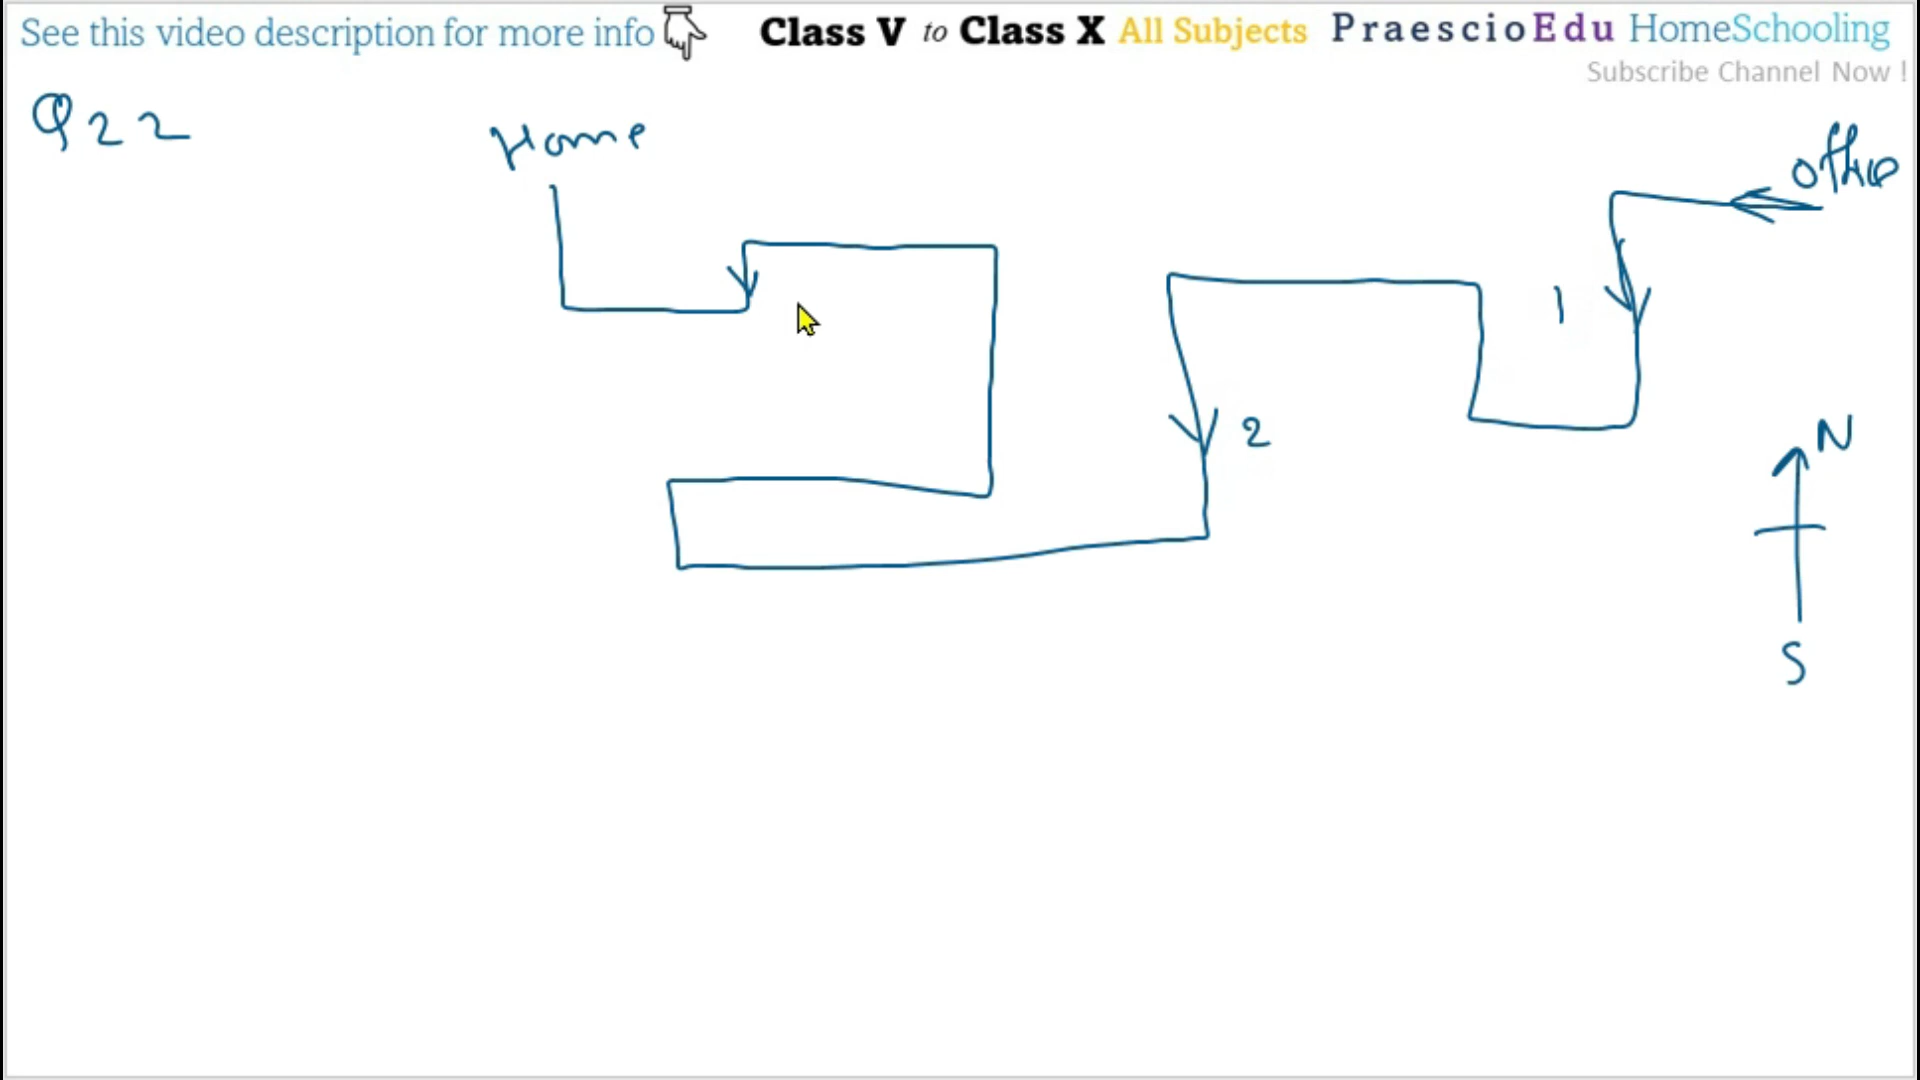 See this video description for more info Class V to Class X All Subjects PraescioEdu HomeSchooling
Subscribe Channel Now !
Q22
Home
office
1
2
N
S